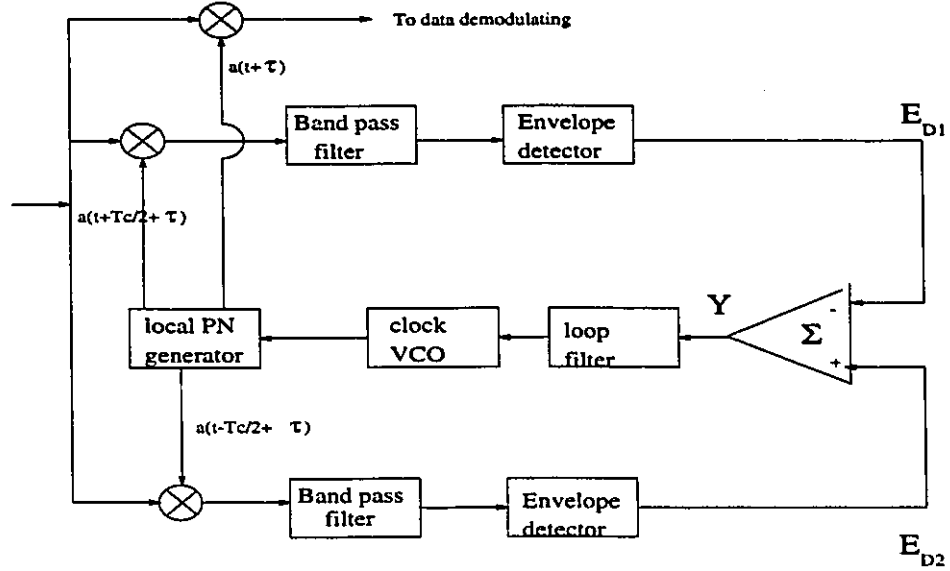 To data demodulating
a(t+τ)
Band pass
filter
Envelope
detector
E_D1
a(t+Tc/2+ τ)
local PN
generator
clock
VCO
loop
filter
Y
Σ
-
+
a(t-Tc/2+ τ)
Band pass
filter
Envelope
detector
E_D2